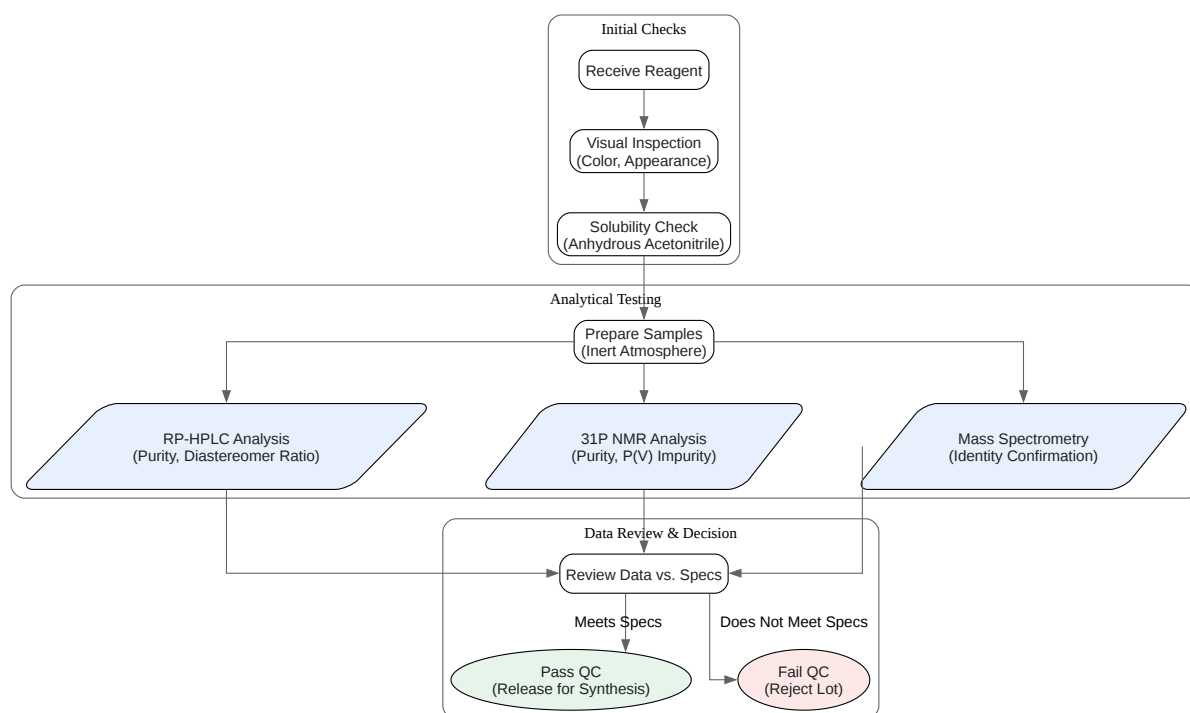 Initial Checks
Receive Reagent
Visual Inspection
(Color, Appearance)
Solubility Check
(Anhydrous Acetonitrile)
Analytical Testing
Prepare Samples
(Inert Atmosphere)
RP-HPLC Analysis
(Purity, Diastereomer Ratio)
31P NMR Analysis
(Purity, P(V) Impurity)
Mass Spectrometry
(Identity Confirmation)
Data Review & Decision
Review Data vs. Specs
Meets Specs
Does Not Meet Specs
Pass QC
(Release for Synthesis)
Fail QC
(Reject Lot)